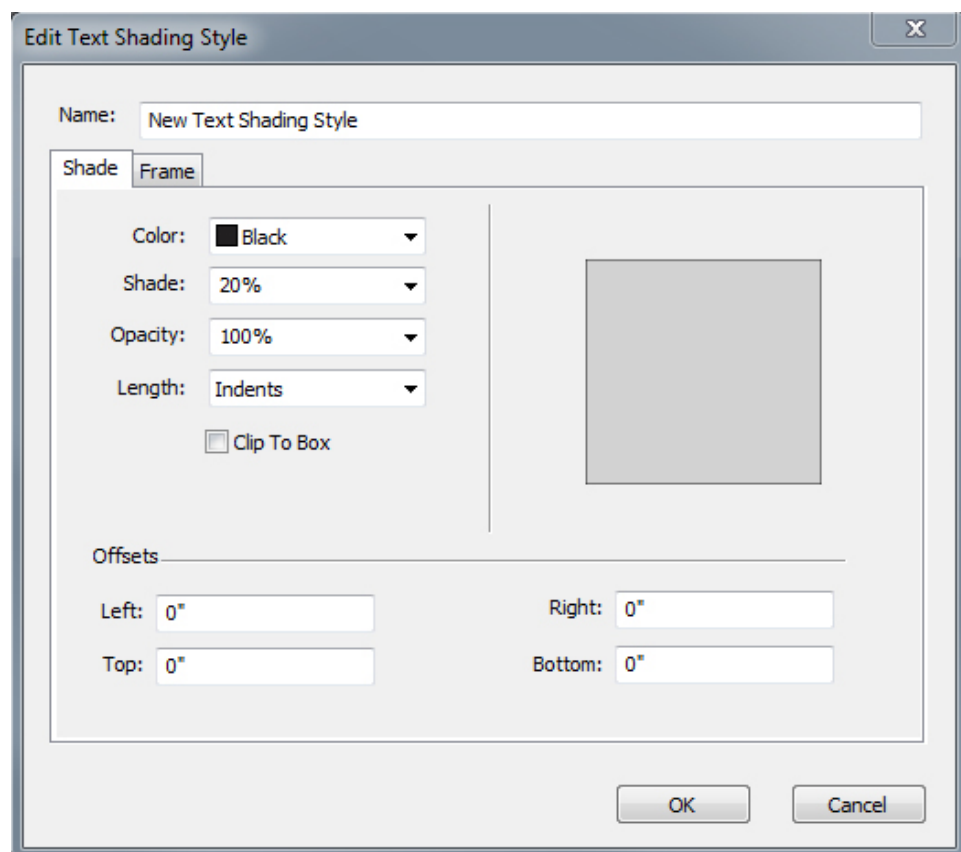 Edit Text Shading Style
X
Name: New Text Shading Style
Shade Frame
Color: Black
Shade: 20%
Opacity: 100%
Length: Indents
Clip To Box
Offsets
Left: 0" Right: 0"
Top: 0" Bottom: 0"
OK Cancel